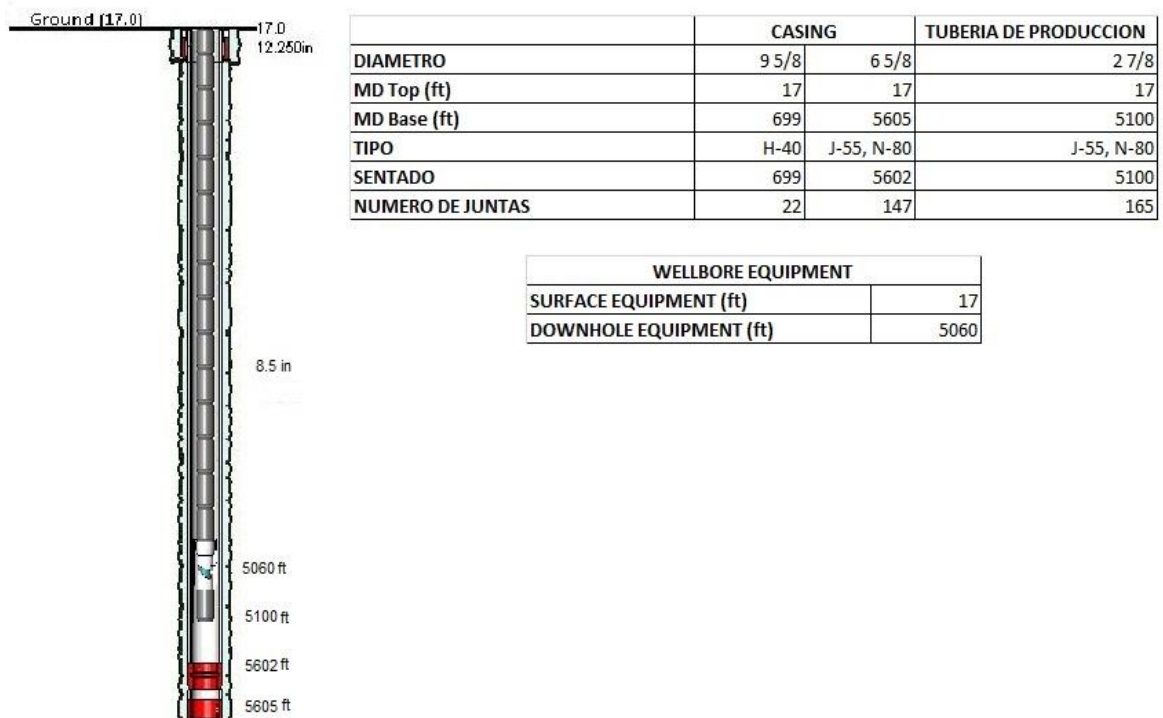 Ground (17.0)
17.0
12.250in
8.5 in
5060 ft
5100 ft
5602 ft
5605 ft
CASING TUBERIA DE PRODUCCION
DIAMETRO 9 5/8 6 5/8 2 7/8
MD Top (ft) 17 17 17
MD Base (ft) 699 5605 5100
TIPO H-40 J-55, N-80 J-55, N-80
SENTADO 699 5602 5100
NUMERO DE JUNTAS 22 147 165
WELLBORE EQUIPMENT
SURFACE EQUIPMENT (ft) 17
DOWNHOLE EQUIPMENT (ft) 5060